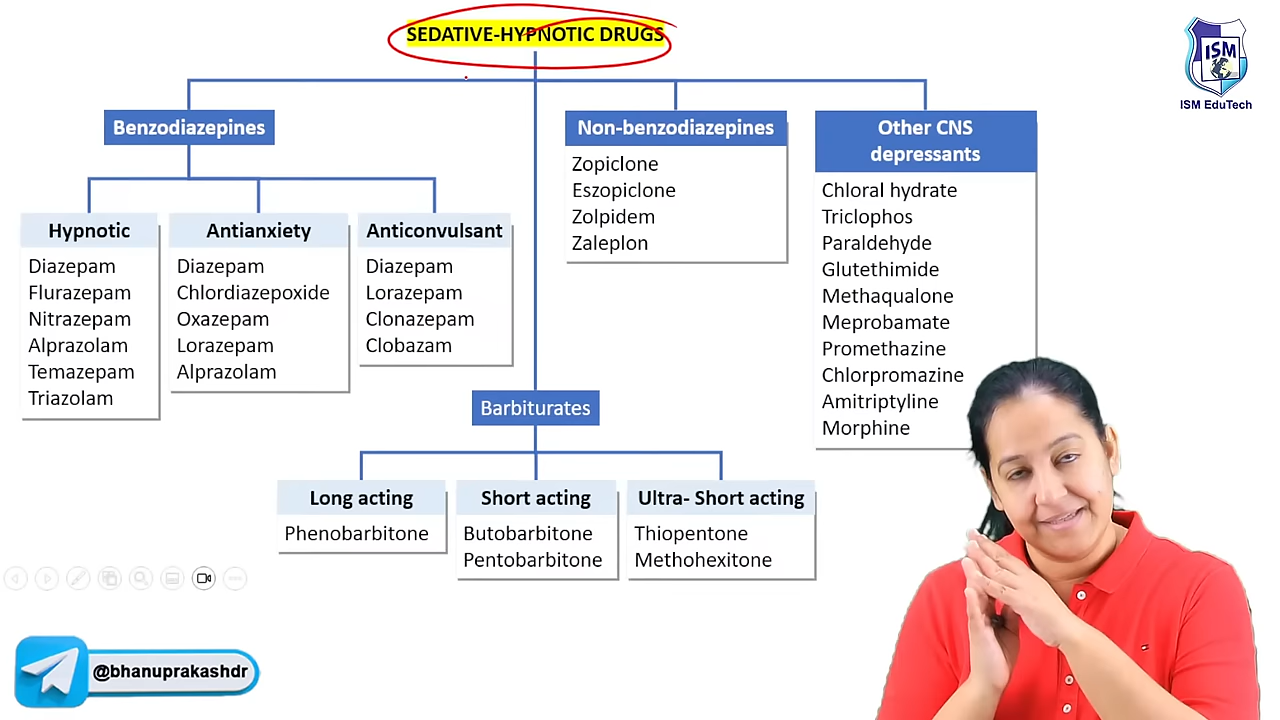 SEDATIVE-HYPNOTIC DRUGS
ISM
ISM EduTech
Benzodiazepines
Hypnotic
Diazepam
Flurazepam
Nitrazepam
Alprazolam
Temazepam
Triazolam
Antianxiety
Diazepam
Chlordiazepoxide
Oxazepam
Lorazepam
Alprazolam
Anticonvulsant
Diazepam
Lorazepam
Clonazepam
Clobazam
Non-benzodiazepines
Zopiclone
Eszopiclone
Zolpidem
Zaleplon
Other CNS
depressants
Chloral hydrate
Triclophos
Paraldehyde
Glutethimide
Methaqualone
Meprobamate
Promethazine
Chlorpromazine
Amitriptyline
Morphine
Barbiturates
Long acting
Phenobarbitone
Short acting
Butobarbitone
Pentobarbitone
Ultra- Short acting
Thiopentone
Methohexitone
@bhanuprakashdr